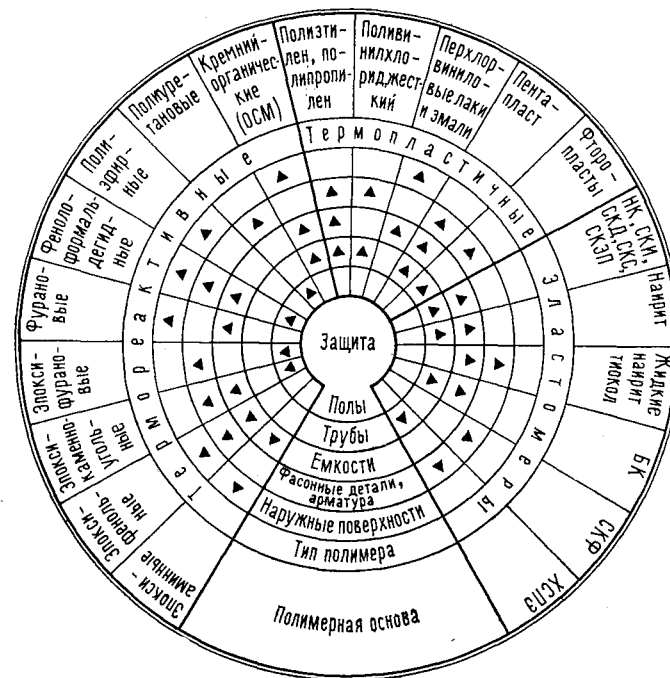 Полиэти-
лен, по-
липропи-
лен
Поливи-
нилхло-
рид жест-
кий
Перхлор-
винило-
вые лаки
и эмали
Пента-
пласт
Фторо-
пласты
НК, СКИ,
СКД, СКС,
СКЭП
Наирит
Жидкие
наирит
тиокол
БК
СКФ
ХСПЭ
Полимерная основа
Эпокси-
аминные
Эпокси-
феноль-
ные
Эпокси-
каменно-
уголь-
ные
Эпокси-
фурано-
вые
Фурано-
вые
Феноло-
формаль-
дегид-
ные
Поли-
эфир-
ные
Полиуре-
тановые
Кремний-
органичес-
кие
(ОСМ)
Термореактивные
Термопластичные
Эластомеры
Защита
Полы
Трубы
Емкости
Фасонные детали,
арматура
Наружные поверхности
Тип полимера